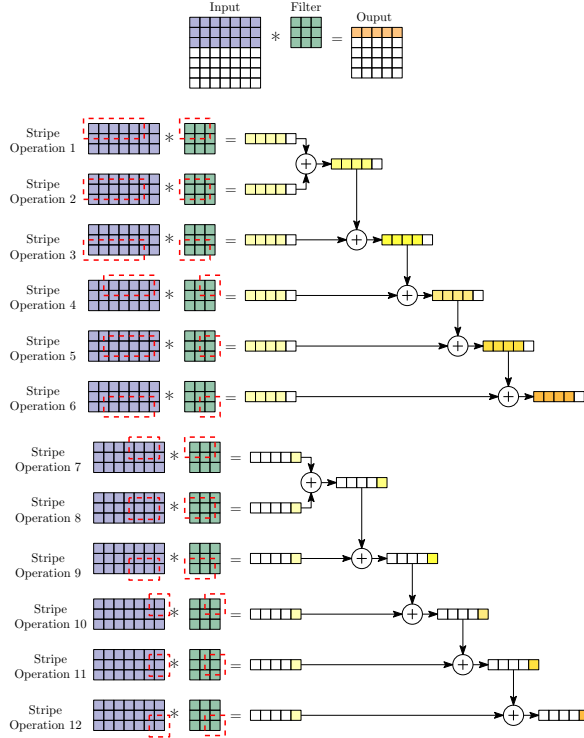 Input
Filter
Ouput
* =
Stripe
Operation 1
* =
+
Stripe
Operation 2
* =
Stripe
Operation 3
* =
+
Stripe
Operation 4
* =
+
Stripe
Operation 5
* =
+
Stripe
Operation 6
* =
+
Stripe
Operation 7
* =
+
Stripe
Operation 8
* =
Stripe
Operation 9
* =
+
Stripe
Operation 10
* =
+
Stripe
Operation 11
* =
+
Stripe
Operation 12
* =
+